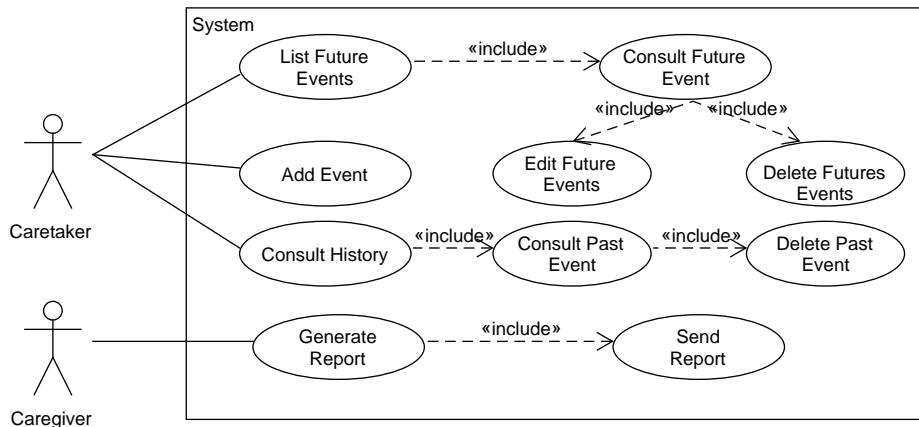 System
List Future
Events
«include»
Consult Future
Event
«include»
«include»
Add Event
Edit Future
Events
Delete Futures
Events
Caretaker
Consult History
«include»
Consult Past
Event
«include»
Delete Past
Event
Generate
Report
«include»
Send
Report
Caregiver